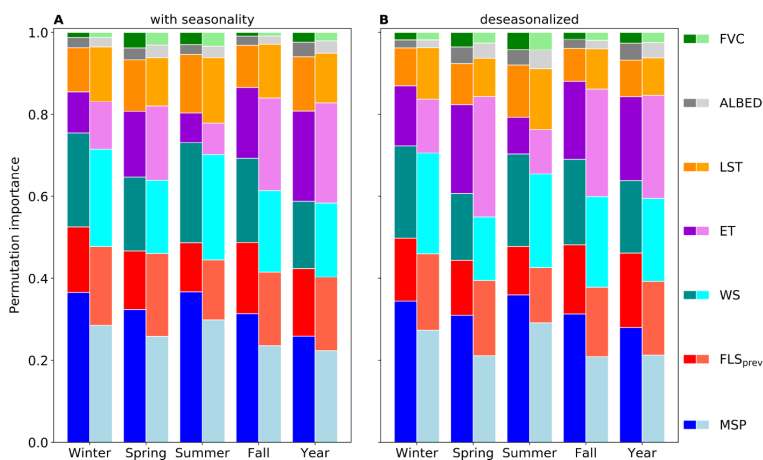 A with seasonality
B deseasonalized
Permutation importance
1.0
0.8
0.6
0.4
0.2
0.0
Winter Spring Summer Fall Year
Winter Spring Summer Fall Year
FVC
ALBED
LST
ET
WS
FLSprev
MSP